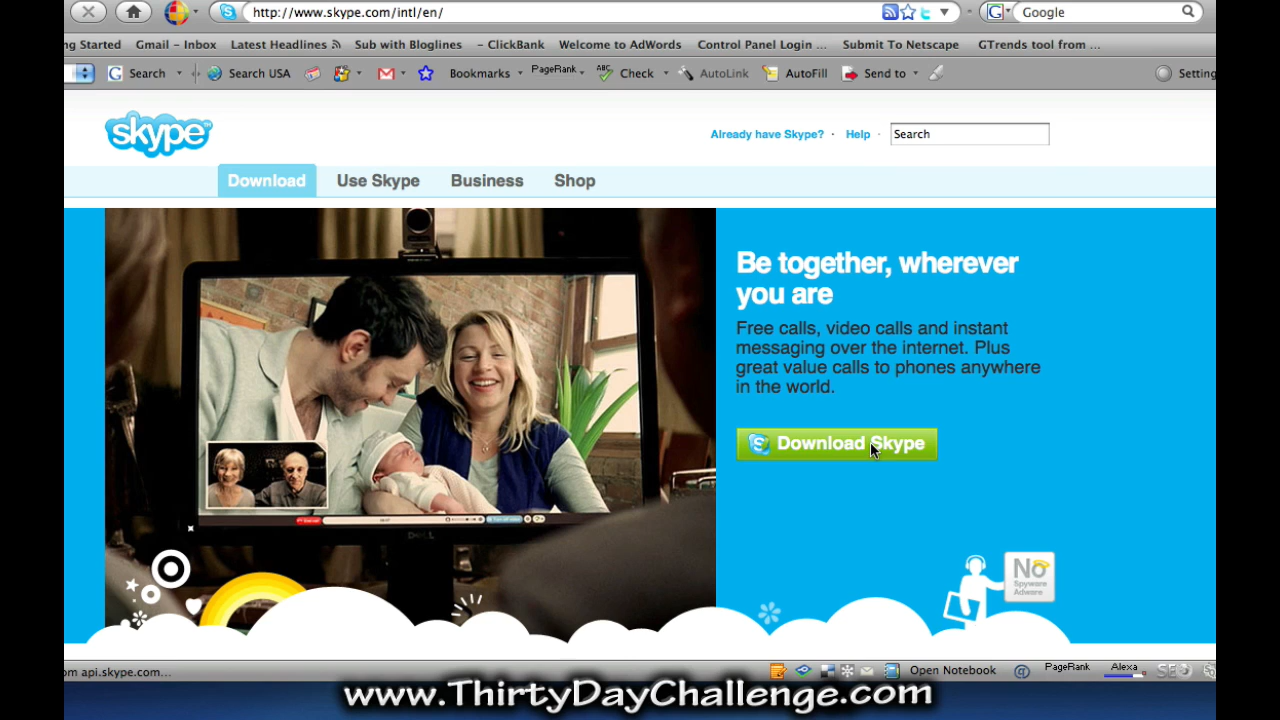 http://www.skype.com/intl/en/
Google
ng Started Gmail - Inbox Latest Headlines Sub with Bloglines - ClickBank Welcome to AdWords Control Panel Login ... Submit To Netscape GTrends tool from ...
Search Search USA Bookmarks PageRank Check AutoLink AutoFill Send to Setting
skype
Already have Skype? · Help · Search
Download Use Skype Business Shop
Be together, wherever
you are
Free calls, video calls and instant
messaging over the internet. Plus
great value calls to phones anywhere
in the world.
Download Skype
DELL
No
Spyware
Adware
om api.skype.com... Open Notebook PageRank Alexa SEO
www.ThirtyDayChallenge.com